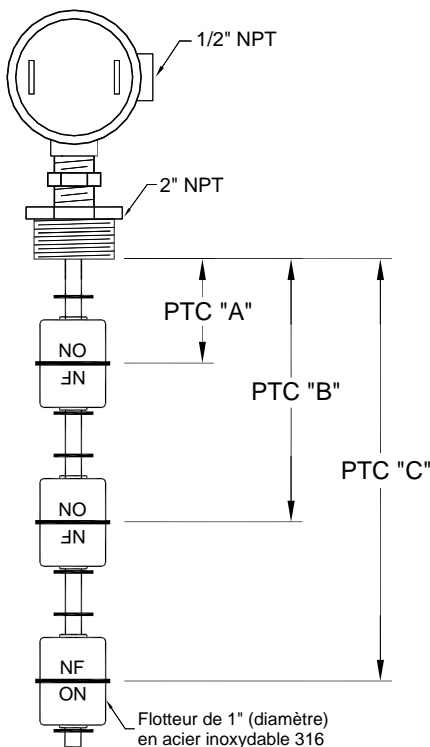 1/2" NPT
2" NPT
PTC "A"
NO
NF
PTC "B"
PTC "C"
NO
NF
NF
NO
Flotteur de 1" (diamètre)
en acier inoxydable 316